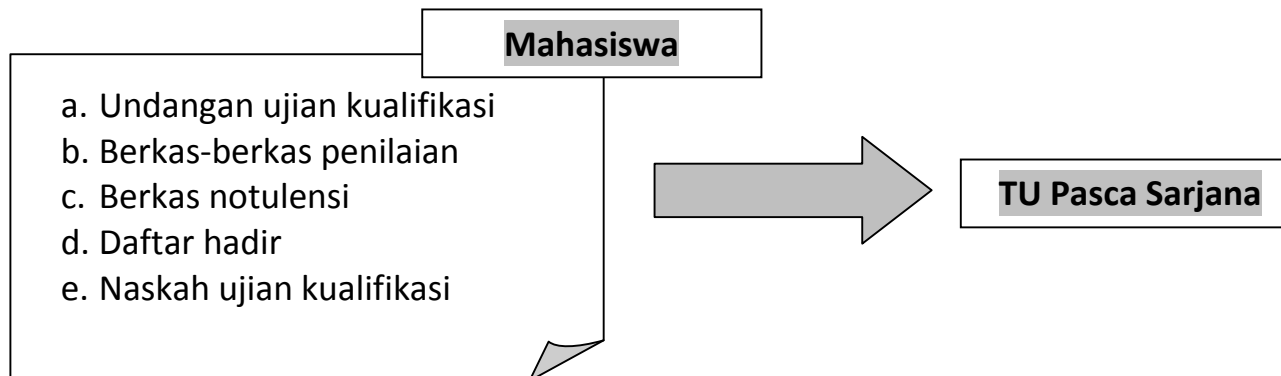 Mahasiswa
a. Undangan ujian kualifikasi
b. Berkas-berkas penilaian
c. Berkas notulensi
d. Daftar hadir
e. Naskah ujian kualifikasi
TU Pasca Sarjana